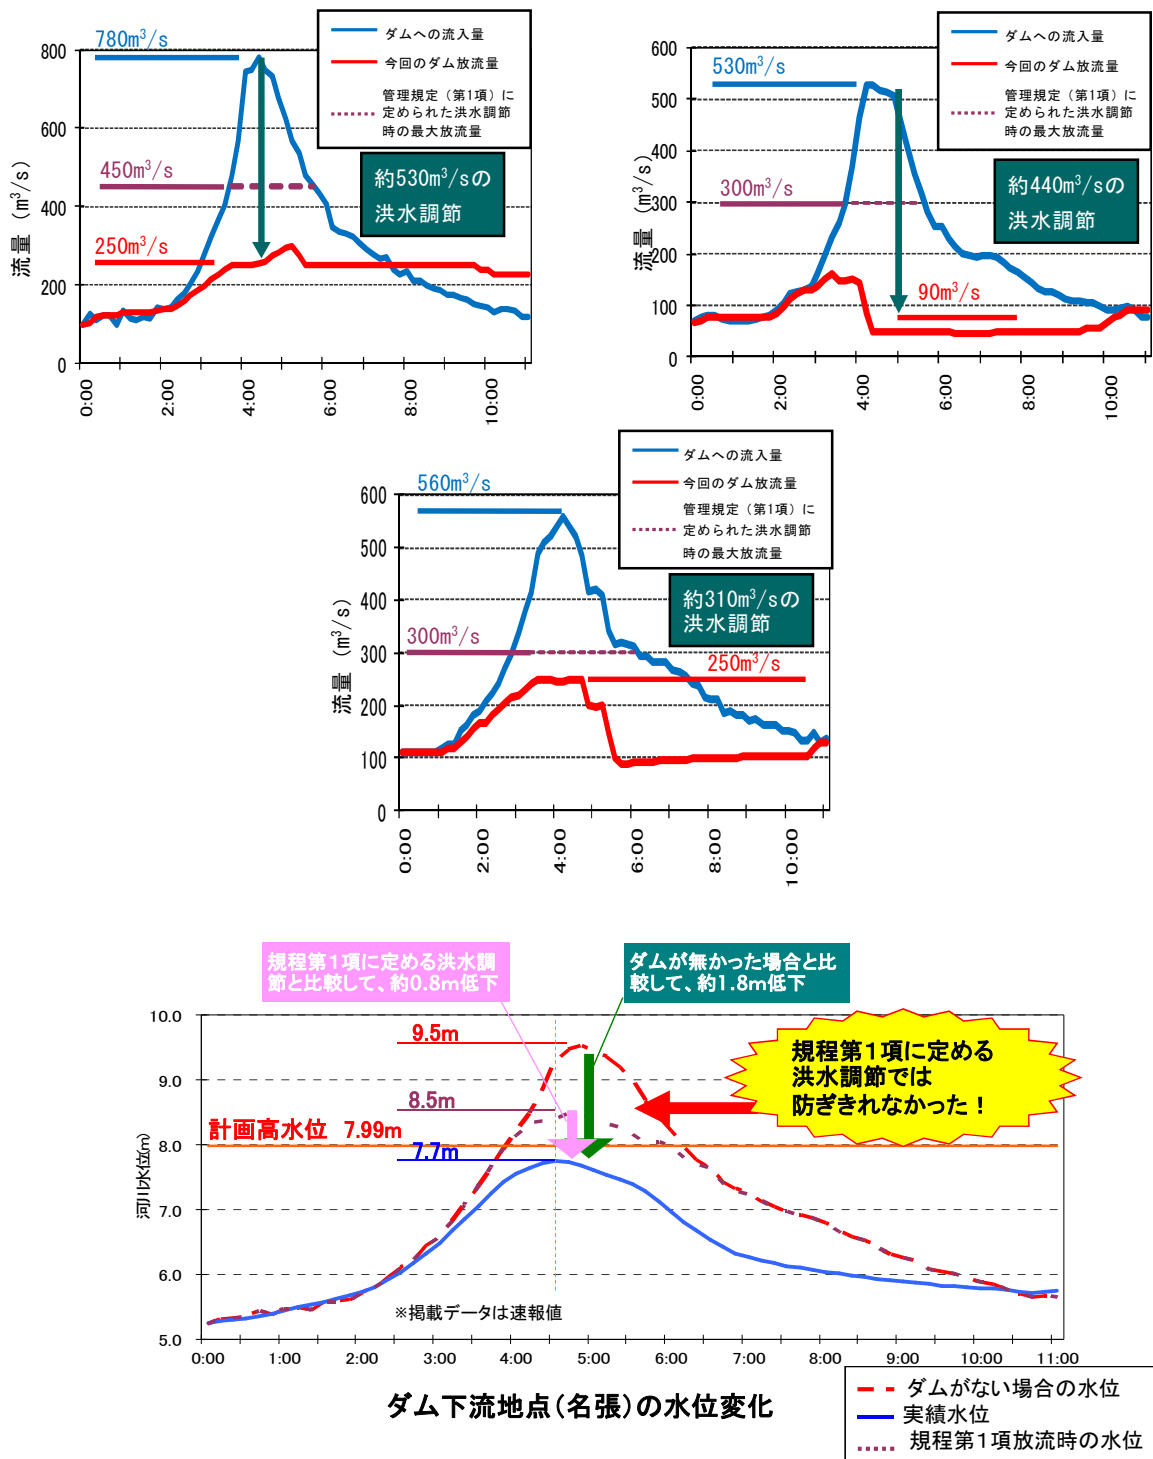 780m³/s
800
600
400
200
0
流量（m³/s）
450m³/s
250m³/s
ダムへの流入量
今回のダム放流量
管理規定（第1項）に
定められた洪水調節
時の最大放流量
約530m³/sの
洪水調節
0:00
2:00
4:00
6:00
8:00
10:00
600
500
400
300
200
100
0
流量（m³/s）
530m³/s
300m³/s
90m³/s
ダムへの流入量
今回のダム放流量
管理規定（第1項）に
定められた洪水調節
時の最大放流量
約440m³/sの
洪水調節
0:00
2:00
4:00
6:00
8:00
10:00
560m³/s
600
500
400
300
200
100
0
流量（m³/s）
300m³/s
250m³/s
ダムへの流入量
今回のダム放流量
管理規定（第1項）に
定められた洪水調節
時の最大放流量
約310m³/sの
洪水調節
0:00
2:00
4:00
6:00
8:00
10:00
規程第１項に定める洪水調
節と比較して、約0.8m低下
ダムが無かった場合と比
較して、約1.8m低下
10.0
9.0
8.0
7.0
6.0
5.0
河川水位(m)
9.5m
8.5m
計画高水位 7.99m
7.7m
規程第１項に定める
洪水調節では
防ぎきれなかった！
※掲載データは速報値
0:00
1:00
2:00
3:00
4:00
5:00
6:00
7:00
8:00
9:00
10:00
11:00
ダム下流地点（名張）の水位変化
ダムがない場合の水位
実績水位
規程第１項放流時の水位